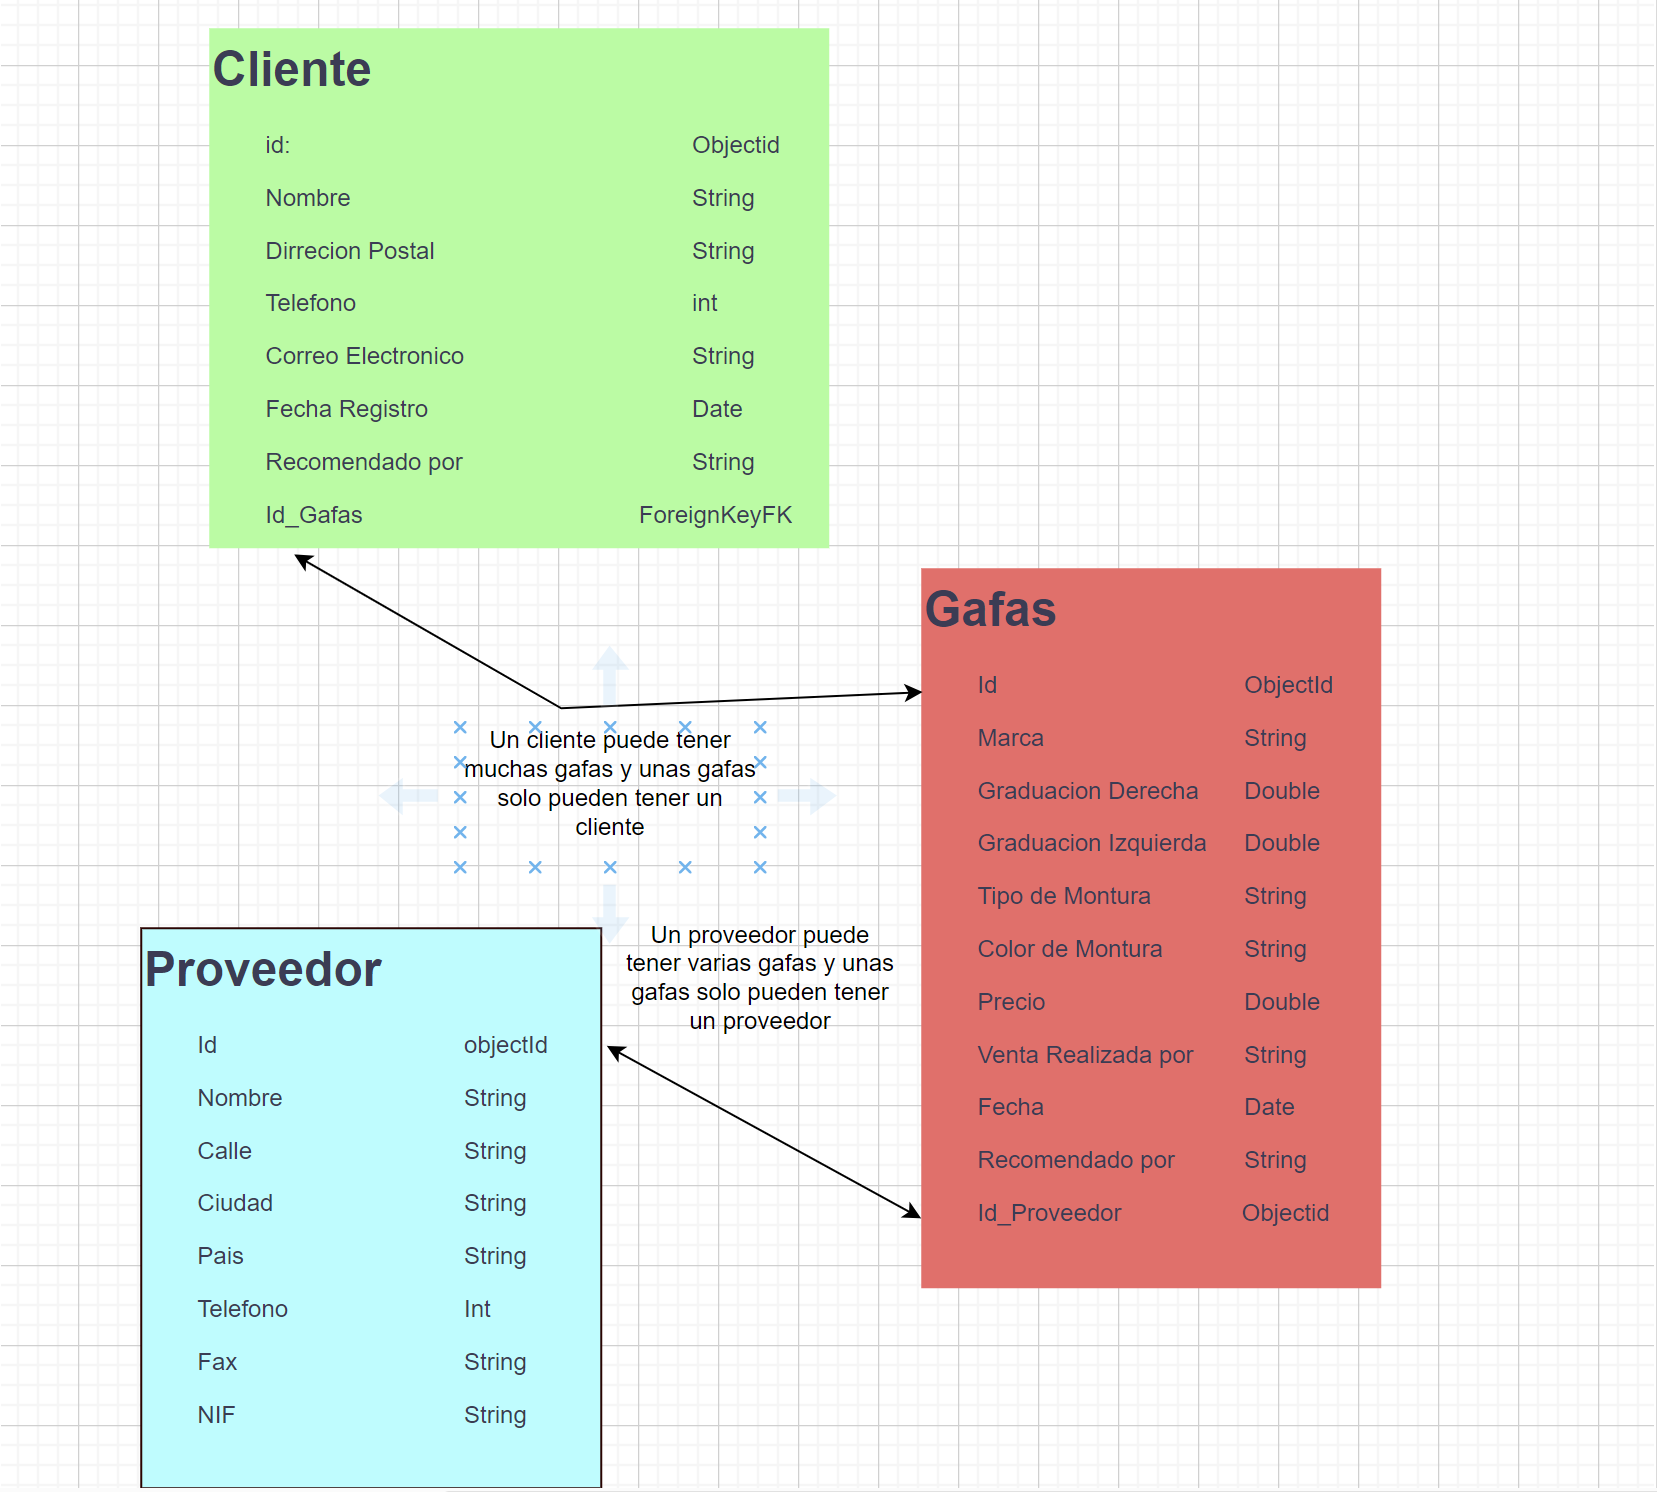 Cliente
id: Objectid
Nombre String
Dirrecion Postal String
Telefono int
Correo Electronico String
Fecha Registro Date
Recomendado por String
Id_Gafas ForeignKeyFK
Un cliente puede tener
muchas gafas y unas gafas
solo pueden tener un
cliente
Gafas
Id ObjectId
Marca String
Graduacion Derecha Double
Graduacion Izquierda Double
Tipo de Montura String
Color de Montura String
Precio Double
Venta Realizada por String
Fecha Date
Recomendado por String
Id_Proveedor Objectid
Un proveedor puede
tener varias gafas y unas
gafas solo pueden tener
un proveedor
Proveedor
Id objectId
Nombre String
Calle String
Ciudad String
Pais String
Telefono Int
Fax String
NIF String